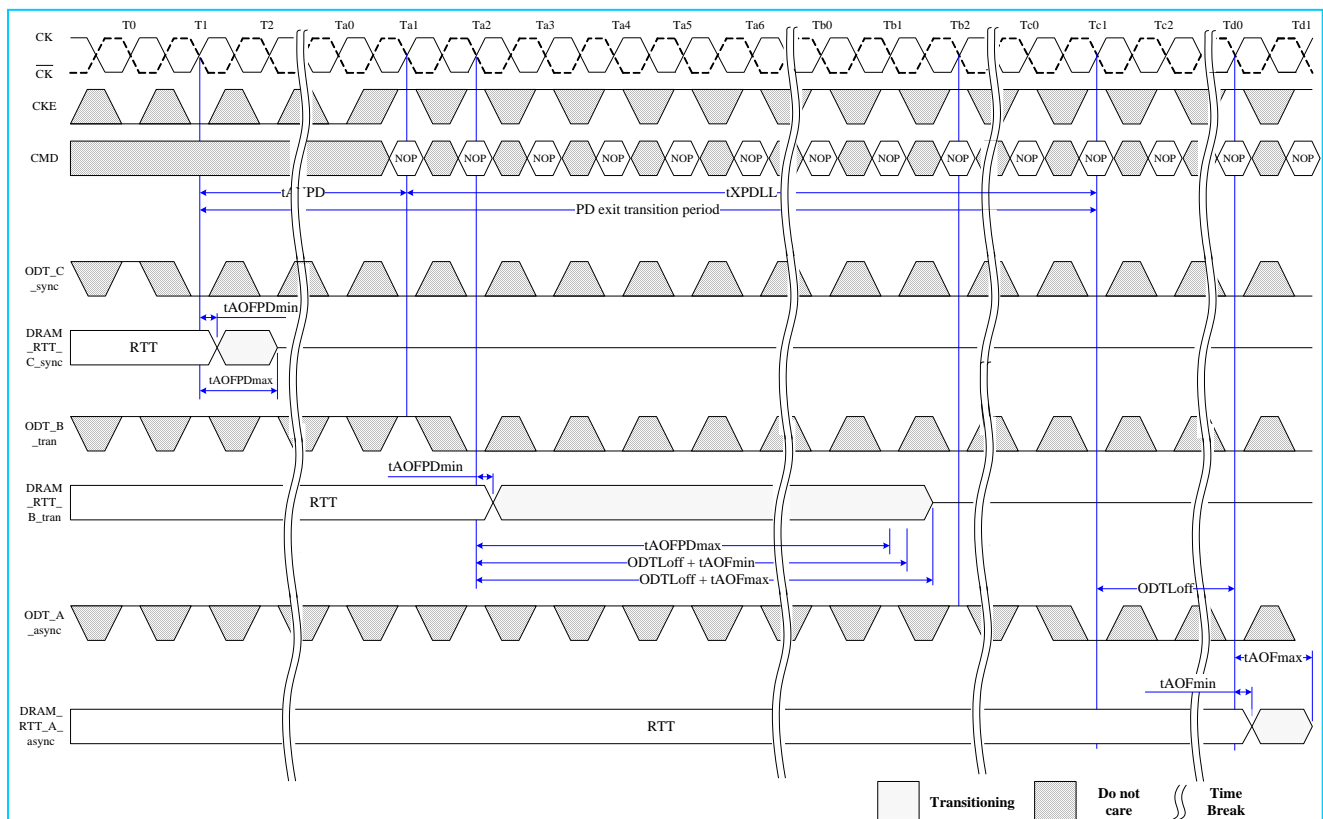 T0 T1 T2 Ta0 Ta1 Ta2 Ta3 Ta4 Ta5 Ta6 Tb0 Tb1 Tb2 Tc0 Tc1 Tc2 Td0 Td1
CK
CK
CKE
CMD
NOP NOP NOP NOP NOP NOP NOP NOP NOP NOP NOP NOP NOP NOP
tXPDLL
PD exit transition period
ODT_C
_sync
tAOFPDmin
DRAM
_RTT_
C_sync
RTT
tAOFPDmax
ODT_B
_tran
tAOFPDmin
DRAM
_RTT_
B_tran
RTT
tAOFPDmax
ODTLoff + tAOFmin
ODTLoff + tAOFmax
ODTLoff
ODT_A
_async
tAOFmax
tAOFmin
DRAM_
RTT_A_
async
RTT
Transitioning
Do not
care
Time
Break